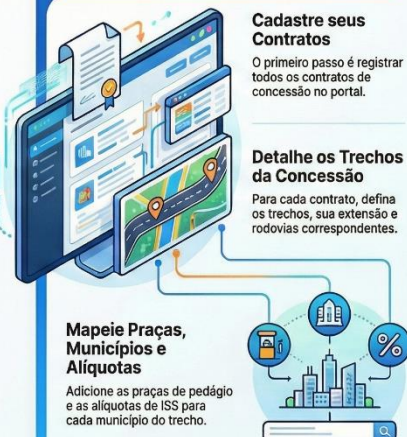 Cadastre seus
Contratos
O primeiro passo é registrar
todos os contratos de
concessão no portal.
Detalhe os Trechos
da Concessão
Para cada contrato, defina
os trechos, sua extensão e
rodovias correspondentes.
Mapeie Praças,
Municípios e
Alíquotas
Adicione as praças de pedágio
e as alíquotas de ISS para
cada município do trecho.
%